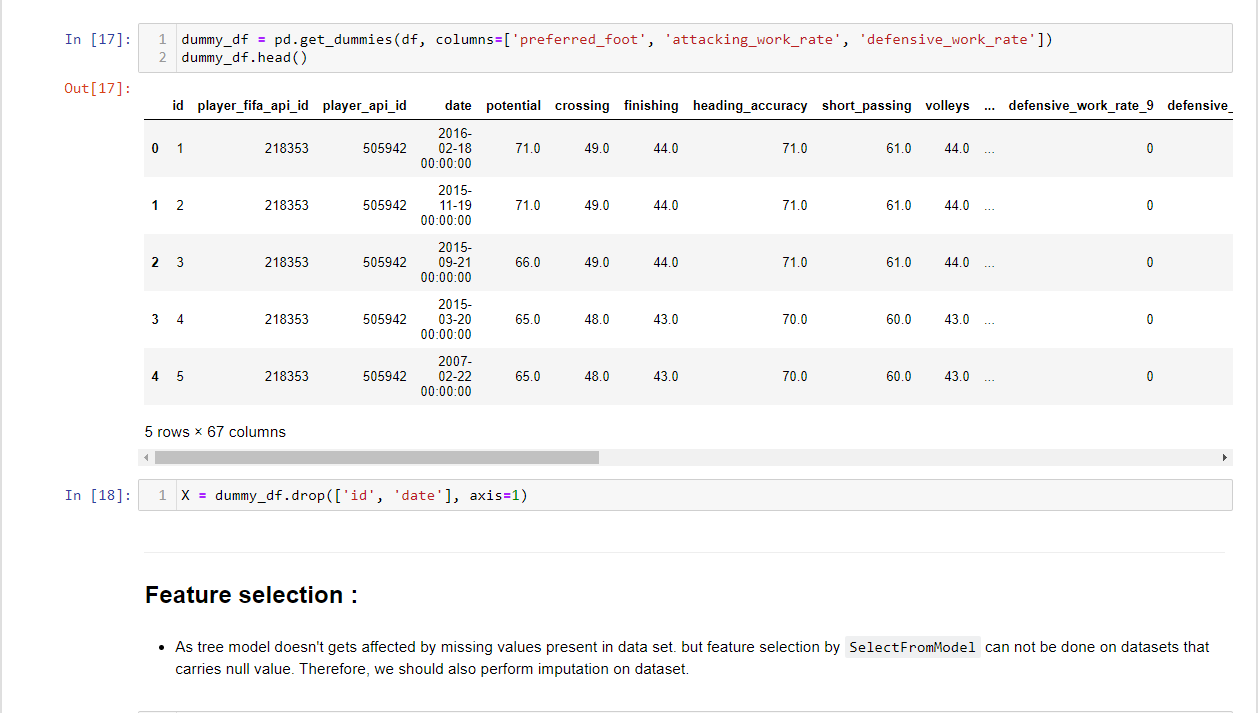 In [17]:
1 dummy_df = pd.get_dummies(df, columns=['preferred_foot', 'attacking_work_rate', 'defensive_work_rate'])
2 dummy_df.head()
Out[17]:
id player_fifa_api_id player_api_id date potential crossing finishing heading_accuracy short_passing volleys ... defensive_work_rate_9 defensive_
0 1 218353 505942 2016-02-18 00:00:00 71.0 49.0 44.0 71.0 61.0 44.0 ... 0
1 2 218353 505942 2015-11-19 00:00:00 71.0 49.0 44.0 71.0 61.0 44.0 ... 0
2 3 218353 505942 2015-09-21 00:00:00 66.0 49.0 44.0 71.0 61.0 44.0 ... 0
3 4 218353 505942 2015-03-20 00:00:00 65.0 48.0 43.0 70.0 60.0 43.0 ... 0
4 5 218353 505942 2007-02-22 00:00:00 65.0 48.0 43.0 70.0 60.0 43.0 ... 0
5 rows × 67 columns
In [18]:
1 X = dummy_df.drop(['id', 'date'], axis=1)
Feature selection :
• As tree model doesn't gets affected by missing values present in data set. but feature selection by SelectFromModel can not be done on datasets that
carries null value. Therefore, we should also perform imputation on dataset.